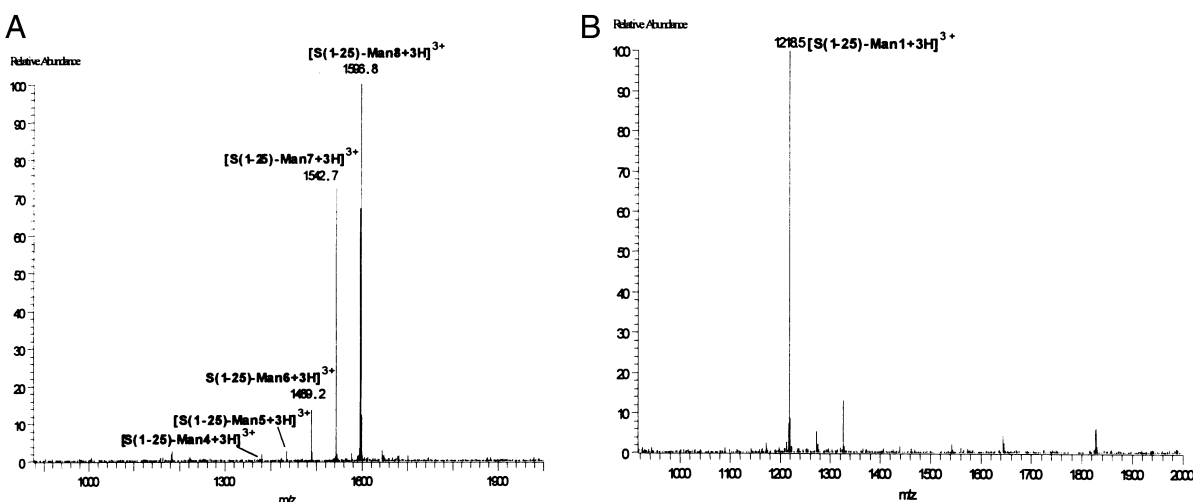 A
Relative Abundance
[S(1-25)-Man8+3H]3+
1596.8
[S(1-25)-Man7+3H]3+
1542.7
S(1-25)-Man6+3H]3+
1489.2
[S(1-25)-Man5+3H]3+
[S(1-25)-Man4+3H]3+
100
90
80
70
60
50
40
30
20
10
0
1000 1300 1600 1900
m/z
B
Relative Abundance
1218.5 [S(1-25)-Man1+3H]3+
100
90
80
70
60
50
40
30
20
10
0
1000 1100 1200 1300 1400 1500 1600 1700 1800 1900 2000
m/z